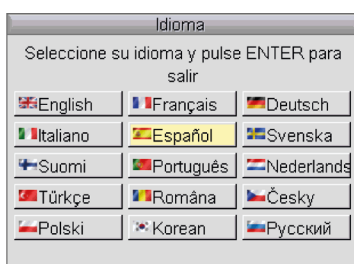 Idioma
Seleccione su idioma y pulse ENTER para
salir
English Français Deutsch
Italiano Español Svenska
Suomi Português Nederlands
Türkçe Româna Česky
Polski Korean Русский